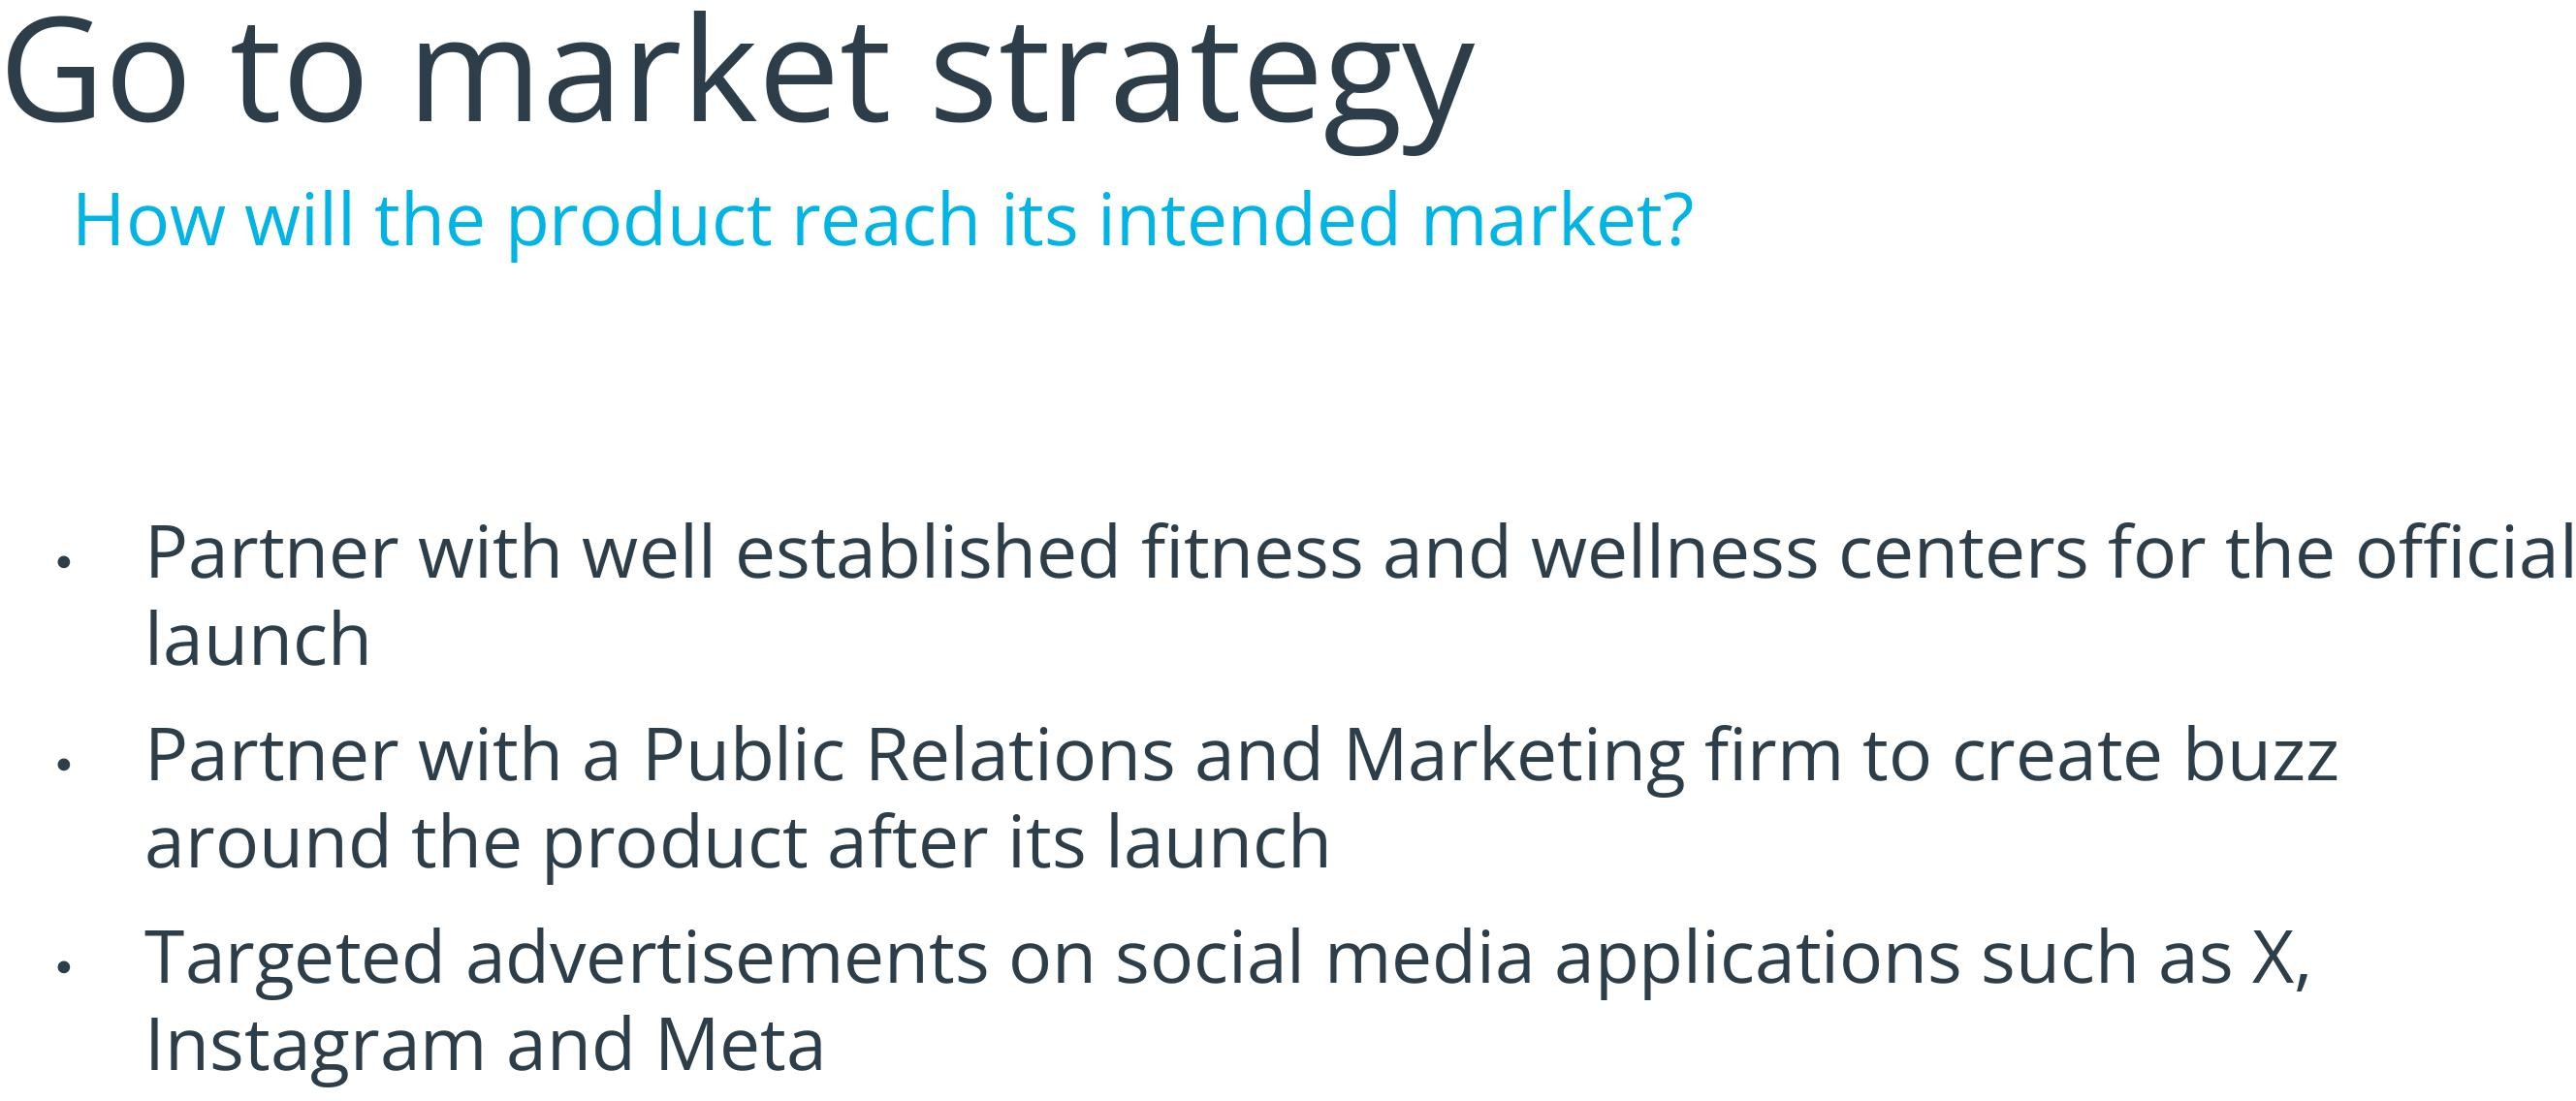 Go to market strategy
How will the product reach its intended market?
• Partner with well established fitness and wellness centers for the official
launch
• Partner with a Public Relations and Marketing firm to create buzz
around the product after its launch
• Targeted advertisements on social media applications such as X,
Instagram and Meta